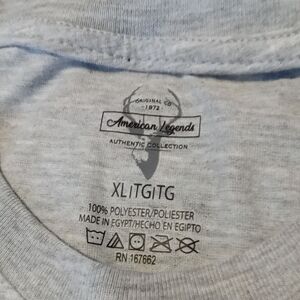 ORIGINAL CO
· 1972 ·
American Legends
AUTHENTIC COLLECTION
XL|TG|TG
100% POLYESTER/POLIESTER
MADE IN EGYPT/HECHO EN EGIPTO
RN 167662